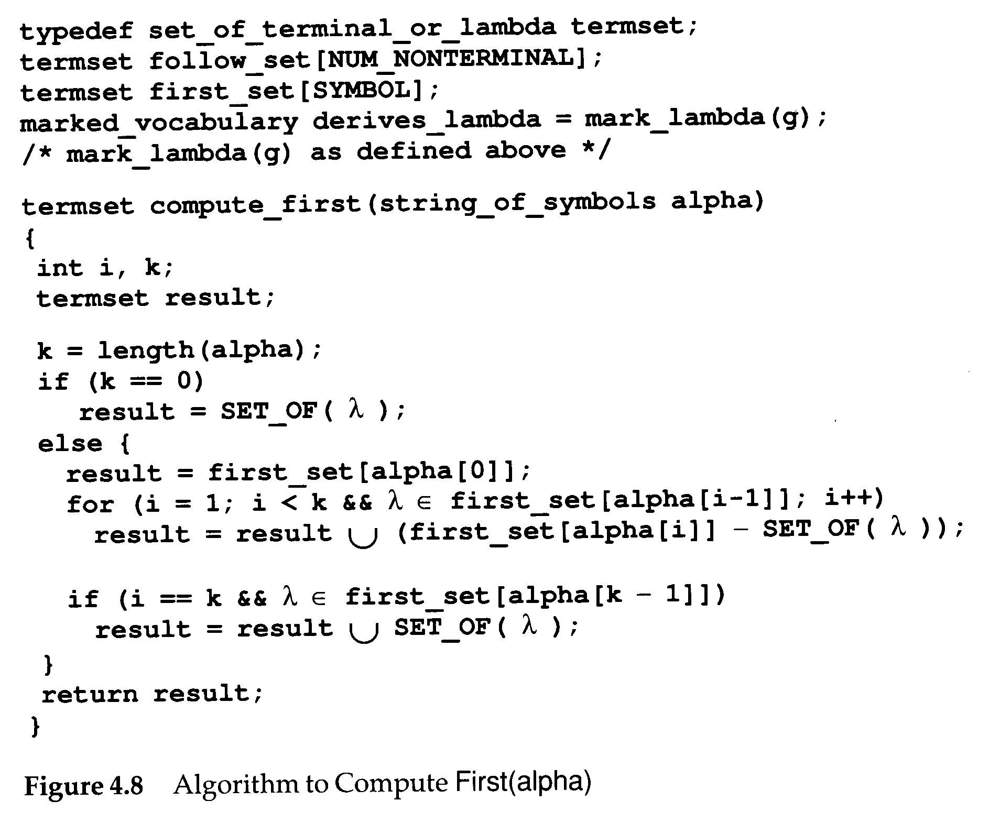 typedef set_of_terminal_or_lambda termset;
termset follow_set[NUM_NONTERMINAL];
termset first_set[SYMBOL];
marked_vocabulary derives_lambda = mark_lambda(g);
/* mark_lambda(g) as defined above */
termset compute_first(string_of_symbols alpha)
{
int i, k;
termset result;
k = length(alpha);
if (k == 0)
result = SET_OF( λ );
else {
result = first_set[alpha[0]];
for (i = 1; i < k && λ ∈ first_set[alpha[i-1]]; i++)
result = result ∪ (first_set[alpha[i]] - SET_OF( λ ));
if (i == k && λ ∈ first_set[alpha[k - 1]])
result = result ∪ SET_OF( λ );
}
return result;
}
Figure 4.8 Algorithm to Compute First(alpha)